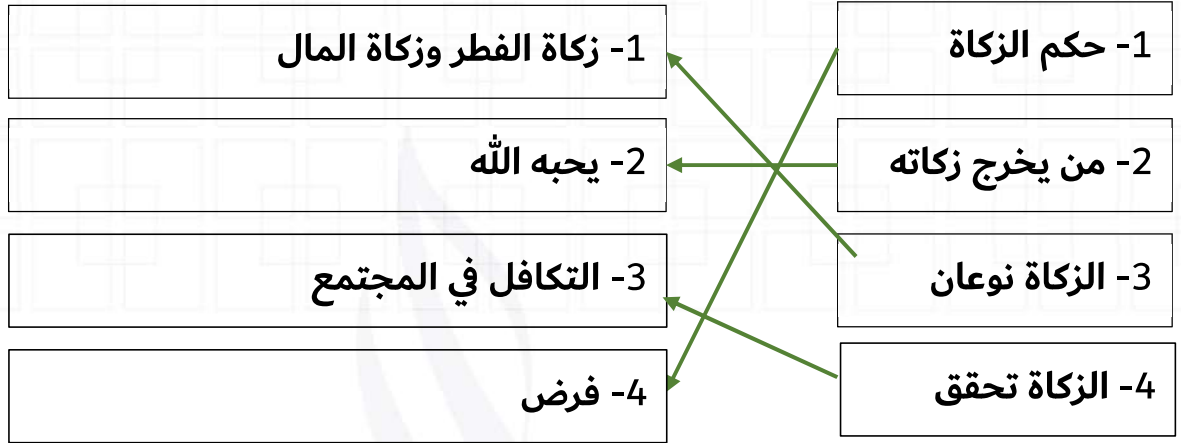 1- حكم الزكاة
1- زكاة الفطر وزكاة المال
2- من يخرج زكاته
2- يحبه الله
3- الزكاة نوعان
3- التكافل في المجتمع
4- الزكاة تحقق
4- فرض